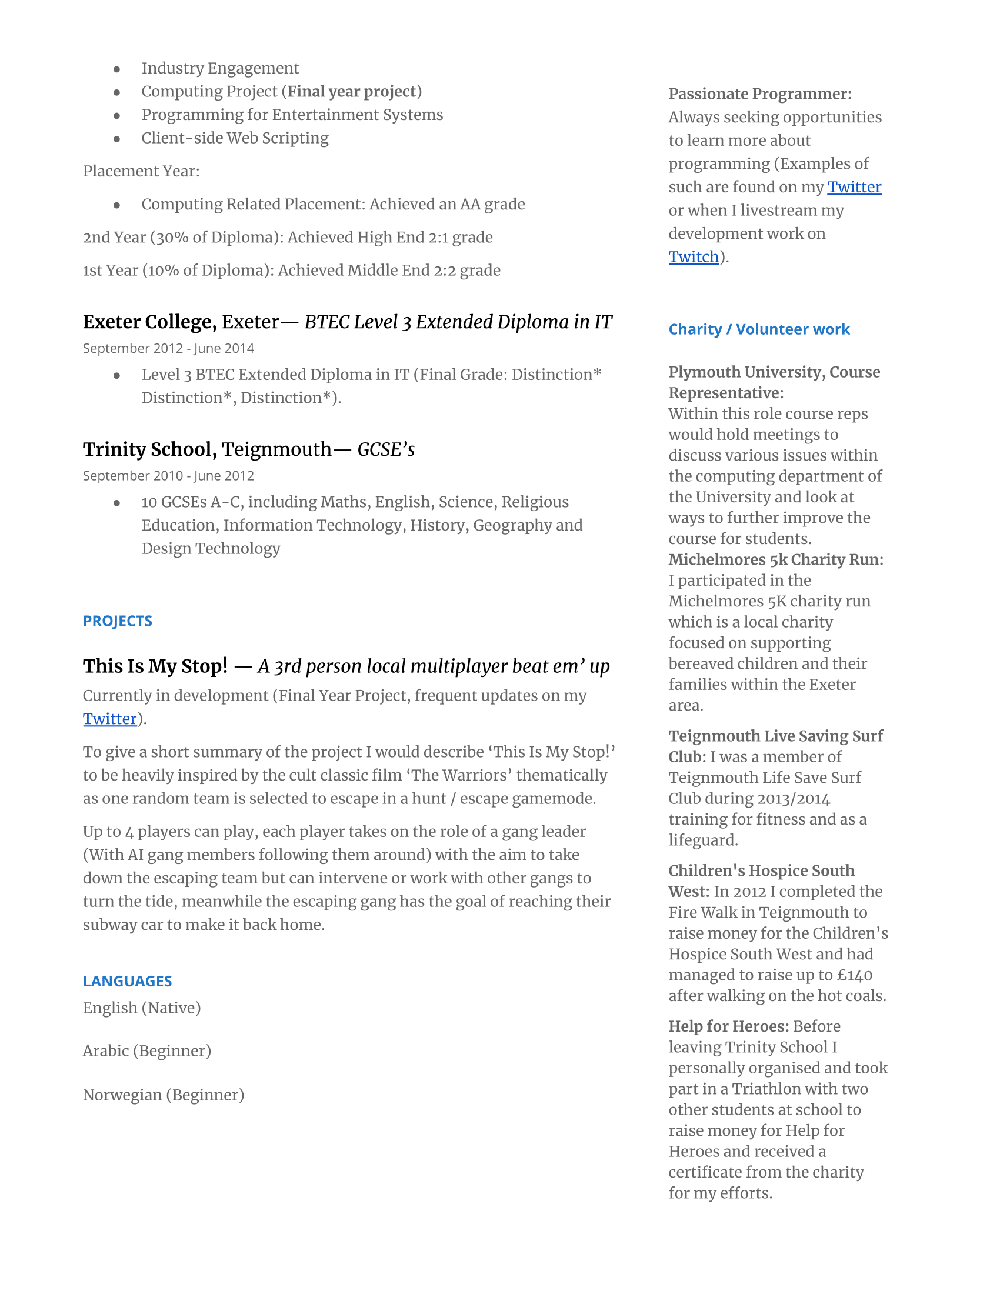 ● Industry Engagement
● Computing Project (Final year project)
● Programming for Entertainment Systems
● Client-side Web Scripting
Placement Year:
● Computing Related Placement: Achieved an AA grade
2nd Year (30% of Diploma): Achieved High End 2:1 grade
1st Year (10% of Diploma): Achieved Middle End 2:2 grade
Exeter College, Exeter— BTEC Level 3 Extended Diploma in IT
September 2012 - June 2014
● Level 3 BTEC Extended Diploma in IT (Final Grade: Distinction*
Distinction*, Distinction*).
Trinity School, Teignmouth— GCSE’s
September 2010 - June 2012
● 10 GCSEs A-C, including Maths, English, Science, Religious
Education, Information Technology, History, Geography and
Design Technology
PROJECTS
This Is My Stop! — A 3rd person local multiplayer beat em’ up
Currently in development (Final Year Project, frequent updates on my
Twitter).
To give a short summary of the project I would describe ‘This Is My Stop!’
to be heavily inspired by the cult classic film ‘The Warriors’ thematically
as one random team is selected to escape in a hunt / escape gamemode.
Up to 4 players can play, each player takes on the role of a gang leader
(With AI gang members following them around) with the aim to take
down the escaping team but can intervene or work with other gangs to
turn the tide, meanwhile the escaping gang has the goal of reaching their
subway car to make it back home.
LANGUAGES
English (Native)
Arabic (Beginner)
Norwegian (Beginner)
Passionate Programmer:
Always seeking opportunities
to learn more about
programming (Examples of
such are found on my Twitter
or when I livestream my
development work on
Twitch).
Charity / Volunteer work
Plymouth University, Course
Representative:
Within this role course reps
would hold meetings to
discuss various issues within
the computing department of
the University and look at
ways to further improve the
course for students.
Michelmores 5k Charity Run:
I participated in the
Michelmores 5K charity run
which is a local charity
focused on supporting
bereaved children and their
families within the Exeter
area.
Teignmouth Live Saving Surf
Club: I was a member of
Teignmouth Life Save Surf
Club during 2013/2014
training for fitness and as a
lifeguard.
Children's Hospice South
West: In 2012 I completed the
Fire Walk in Teignmouth to
raise money for the Children's
Hospice South West and had
managed to raise up to £140
after walking on the hot coals.
Help for Heroes: Before
leaving Trinity School I
personally organised and took
part in a Triathlon with two
other students at school to
raise money for Help for
Heroes and received a
certificate from the charity
for my efforts.